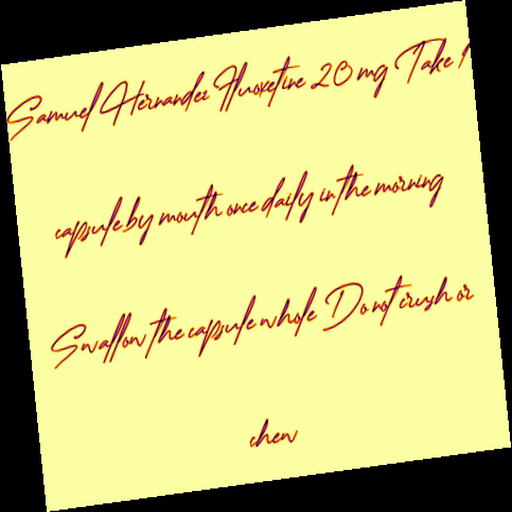 Samuel Hernandez Fluoxetine 20 mg Take 1
capsule by mouth once daily in the morning
Swallow the capsule whole Do not crush or
chew